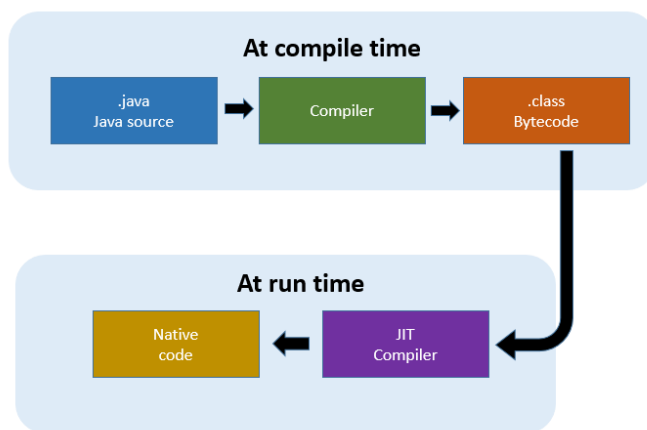 At compile time
.java
Java source
Compiler
.class
Bytecode
At run time
Native
code
JIT
Compiler